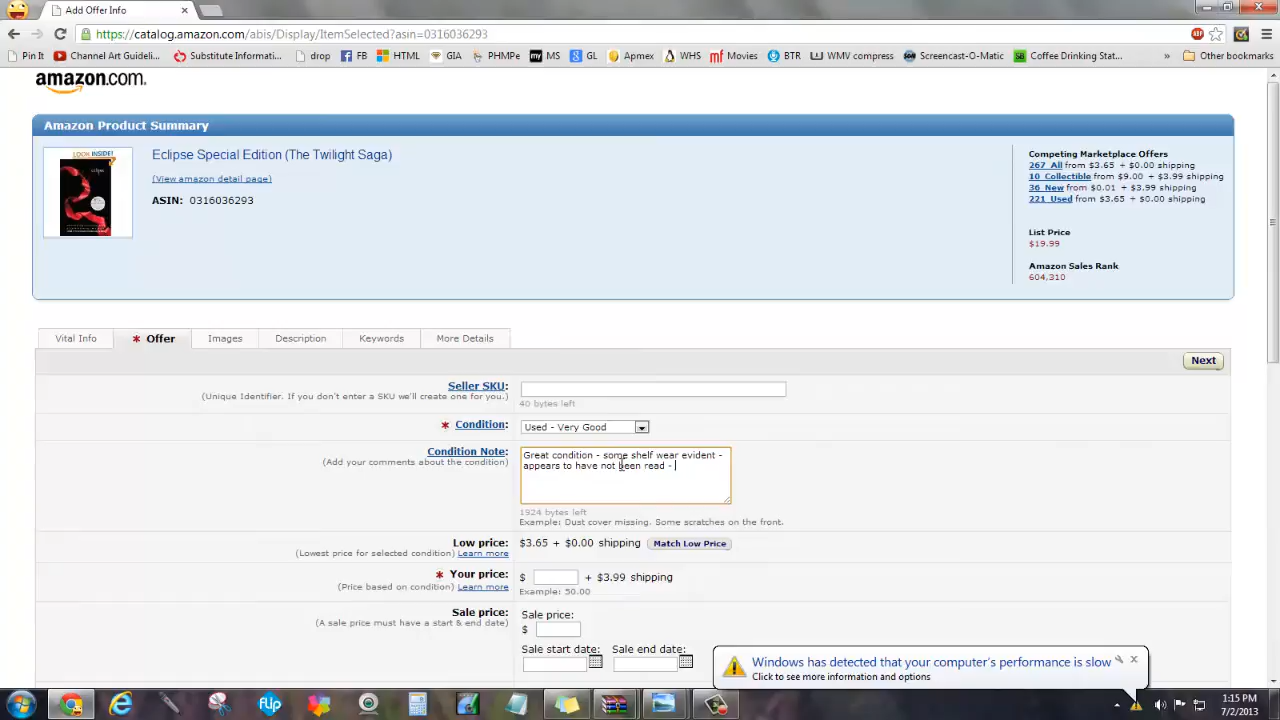 Add Offer Info
https://catalog.amazon.com/abis/Display/ItemSelected?asin=0316036293
Pin It Channel Art Guideli... Substitute Informatio... drop FB HTML GIA PHPMe MS GL Apmex WHS Movies BTR WMV compress Screencast-O-Matic Coffee Drinking Stat... » Other bookmarks
amazon.com.
Amazon Product Summary
LOOK INSIDE!
Eclipse Special Edition (The Twilight Saga)
(View amazon detail page)
ASIN: 0316036293
Competing Marketplace Offers
267 All from $3.65 + $0.00 shipping
10 Collectible from $9.00 + $3.99 shipping
36 New from $0.01 + $3.99 shipping
221 Used from $3.65 + $0.00 shipping
List Price
$19.99
Amazon Sales Rank
604,310
Vital Info * Offer Images Description Keywords More Details
Next
Seller SKU:
(Unique Identifier. If you don't enter a SKU we'll create one for you.)
40 bytes left
* Condition: Used - Very Good
Condition Note:
(Add your comments about the condition)
Great condition - some shelf wear evident -
appears to have not been read -
1924 bytes left
Example: Dust cover missing. Some scratches on the front.
Low price: $3.65 + $0.00 shipping Match Low Price
(Lowest price for selected condition) Learn more
* Your price: $ + $3.99 shipping
(Price based on condition) Learn more
Example: 50.00
Sale price: Sale price:
(A sale price must have a start & end date)
$
Sale start date: Sale end date:
Windows has detected that your computer's performance is slow
Click to see more information and options
flip
1:15 PM
7/2/2013